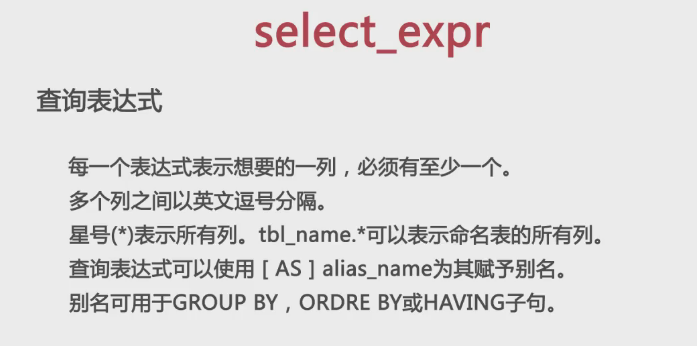 select_expr
查询表达式
每一个表达式表示想要的一列，必须有至少一个。
多个列之间以英文逗号分隔。
星号(*)表示所有列。tbl_name.*可以表示命名表的所有列。
查询表达式可以使用［AS］alias_name为其赋予别名。
别名可用于GROUP BY，ORDRE BY或HAVING子句。